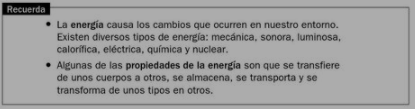 Recuerda
• La energía causa los cambios que ocurren en nuestro entorno.
Existen diversos tipos de energía: mecánica, sonora, luminosa,
calorífica, eléctrica, química y nuclear.
• Algunas de las propiedades de la energía son que se transfiere
de unos cuerpos a otros, se almacena, se transporta y se
transforma de unos tipos en otros.